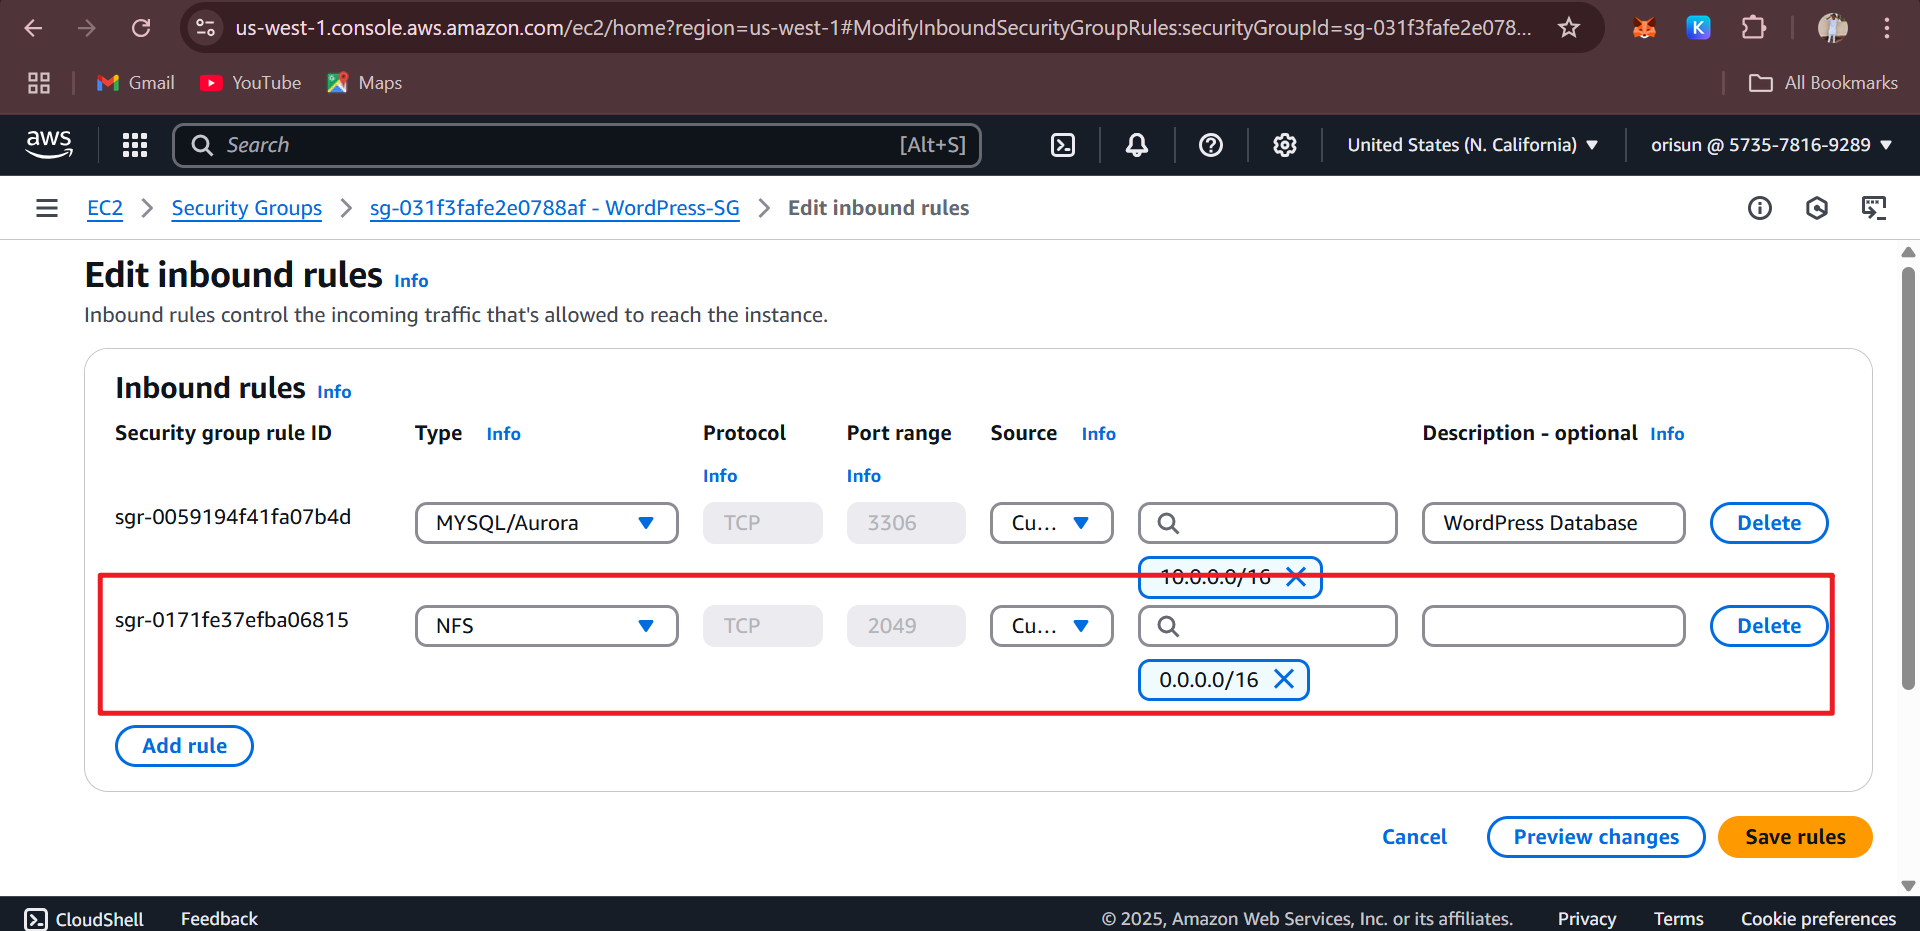 us-west-1.console.aws.amazon.com/ec2/home?region=us-west-1#ModifyInboundSecurityGroupRules:securityGroupId=sg-031f3fafe2e078...
K
Gmail YouTube Maps All Bookmarks
aws Search [Alt+S] United States (N. California) orisun @ 5735-7816-9289
EC2 Security Groups sg-031f3fafe2e0788af - WordPress-SG Edit inbound rules
Edit inbound rules Info
Inbound rules control the incoming traffic that's allowed to reach the instance.
Inbound rules Info
Security group rule ID Type Info Protocol Port range Source Info Description - optional Info
Info Info
sgr-0059194f41fa07b4d MYSQL/Aurora TCP 3306 Cu... WordPress Database Delete
10.0.0.0/16
sgr-0171fe37efba06815 NFS TCP 2049 Cu... Delete
0.0.0.0/16
Add rule
Cancel Preview changes Save rules
CloudShell Feedback © 2025, Amazon Web Services, Inc. or its affiliates. Privacy Terms Cookie preferences